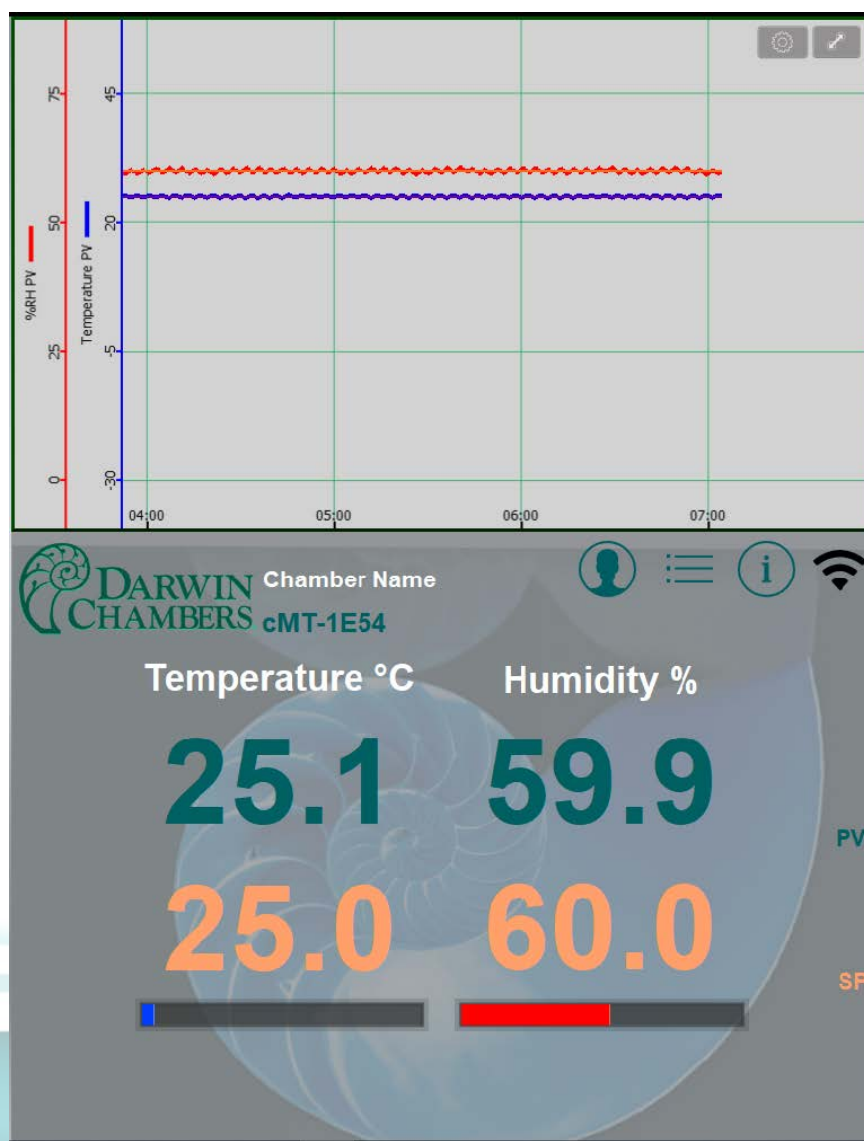 75
50
25
0
%RH PV
45
20
-5
-30
Temperature PV
04:00 05:00 06:00 07:00
DARWIN
CHAMBERS
Chamber Name
cMT-1E54
i
Temperature °C Humidity %
25.1 59.9
PV
25.0 60.0
SP